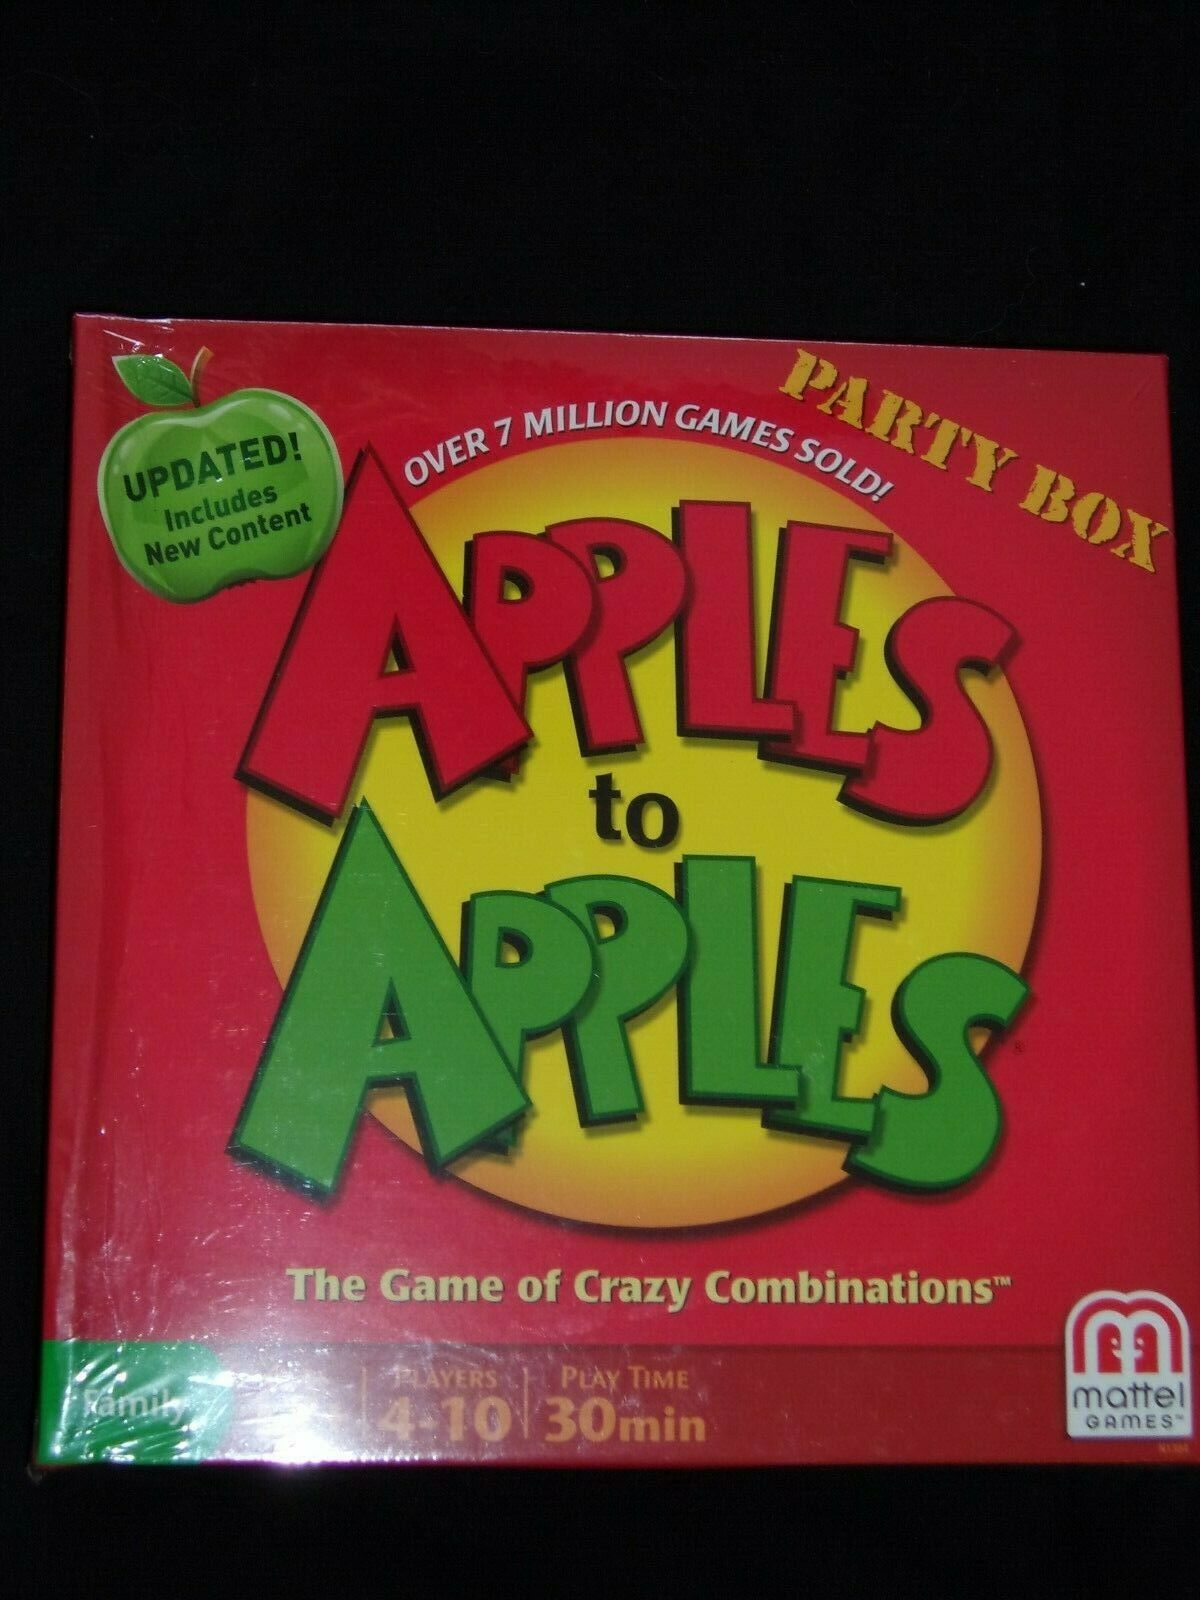 UPDATED!
Includes
New Content
OVER 7 MILLION GAMES SOLD!
PARTY BOX
APPLES
to
APPLES
®
The Game of Crazy Combinations™
Family
PLAYERS
4-10
PLAY TIME
30min
mattel
GAMES™